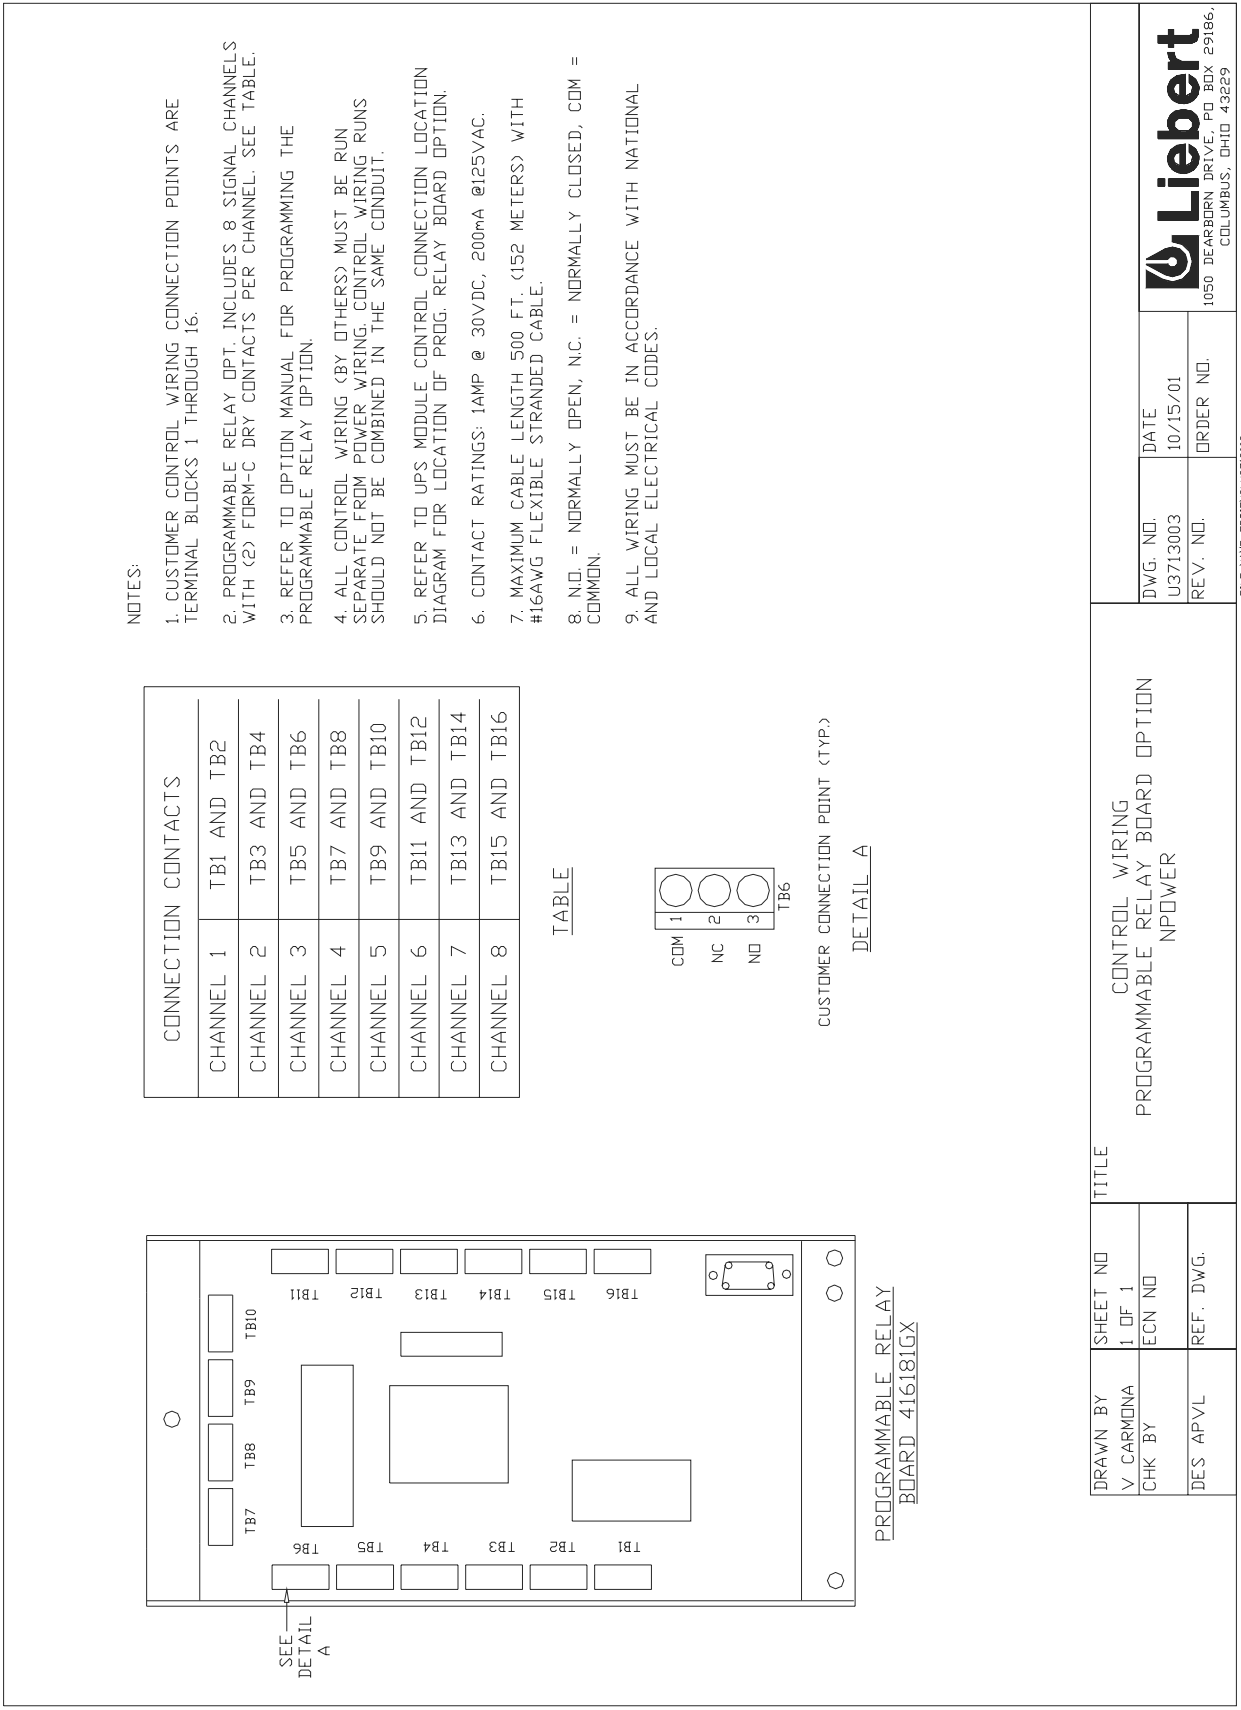 SEE
DETAIL
A
TB6
TB5
TB4
TB3
TB2
TB1
TB7
TB8
TB9
TB10
TB11
TB12
TB13
TB14
TB15
TB16
PROGRAMMABLE RELAY
BOARD 416181GX
CONNECTION CONTACTS
CHANNEL 1 TB1 AND TB2
CHANNEL 2 TB3 AND TB4
CHANNEL 3 TB5 AND TB6
CHANNEL 4 TB7 AND TB8
CHANNEL 5 TB9 AND TB10
CHANNEL 6 TB11 AND TB12
CHANNEL 7 TB13 AND TB14
CHANNEL 8 TB15 AND TB16
TABLE
COM 1
NC 2
NO 3
TB6
CUSTOMER CONNECTION POINT (TYP.)
DETAIL A
NOTES:
1. CUSTOMER CONTROL WIRING CONNECTION POINTS ARE
TERMINAL BLOCKS 1 THROUGH 16.
2. PROGRAMMABLE RELAY OPT. INCLUDES 8 SIGNAL CHANNELS
WITH (2) FORM-C DRY CONTACTS PER CHANNEL. SEE TABLE.
3. REFER TO OPTION MANUAL FOR PROGRAMMING THE
PROGRAMMABLE RELAY OPTION.
4. ALL CONTROL WIRING (BY OTHERS) MUST BE RUN
SEPARATE FROM POWER WIRING. CONTROL WIRING RUNS
SHOULD NOT BE COMBINED IN THE SAME CONDUIT.
5. REFER TO UPS MODULE CONTROL CONNECTION LOCATION
DIAGRAM FOR LOCATION OF PROG. RELAY BOARD OPTION.
6. CONTACT RATINGS: 1AMP @ 30VDC, 200mA @125VAC.
7. MAXIMUM CABLE LENGTH 500 FT. (152 METERS) WITH
#16AWG FLEXIBLE STRANDED CABLE.
8. N.O. = NORMALLY OPEN, N.C. = NORMALLY CLOSED, COM =
COMMON.
9. ALL WIRING MUST BE IN ACCORDANCE WITH NATIONAL
AND LOCAL ELECTRICAL CODES.
DRAWN BY
V CARMONA
CHK BY
DES APVL
SHEET NO
1 OF 1
ECN NO
REF. DWG.
TITLE
CONTROL WIRING
PROGRAMMABLE RELAY BOARD OPTION
NPOWER
DWG. NO.
U3713003
REV. NO.
DATE
10/15/01
ORDER NO.
Liebert
1050 DEARBORN DRIVE, PO BOX 29186,
COLUMBUS, OHIO 43229